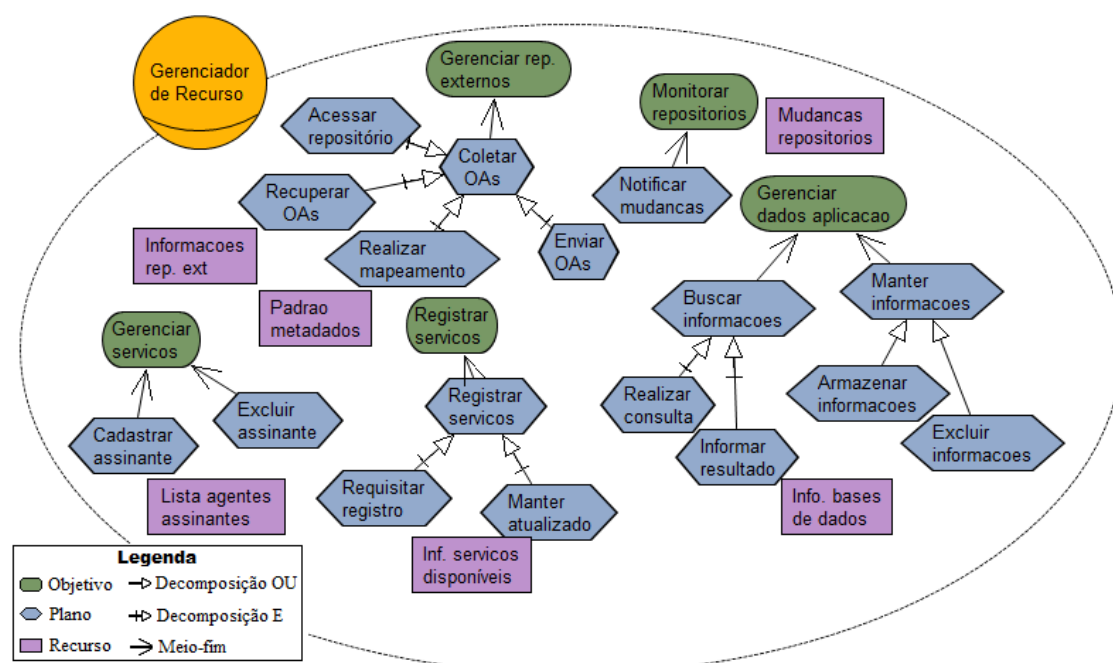 Gerenciador
de Recurso
Gerenciar rep.
externos
Acessar
repositório
Coletar
OAs
Recuperar
OAs
Realizar
mapeamento
Enviar
OAs
Monitorar
repositorios
Mudancas
repositorios
Notificar
mudancas
Gerenciar
dados aplicacao
Informacoes
rep. ext
Padrao
metadados
Buscar
informacoes
Manter
informacoes
Gerenciar
servicos
Registrar
servicos
Realizar
consulta
Armazenar
informacoes
Cadastrar
assinante
Excluir
assinante
Registrar
servicos
Informar
resultado
Excluir
informacoes
Lista agentes
assinantes
Requisitar
registro
Manter
atualizado
Info. bases
de dados
Inf. servicos
disponíveis
Legenda
Objetivo
Decomposição OU
Plano
Decomposição E
Recurso
Meio-fim